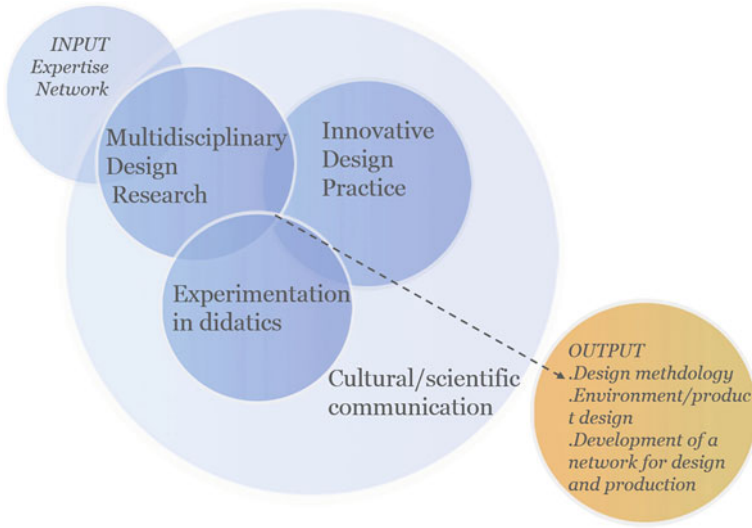 INPUT
Expertise
Network
Multidisciplinary
Design
Research
Innovative
Design
Practice
Experimentation
in didatics
Cultural/scientific
communication
OUTPUT
.Design methdology
.Environment/produc
t design
.Development of a
network for design
and production